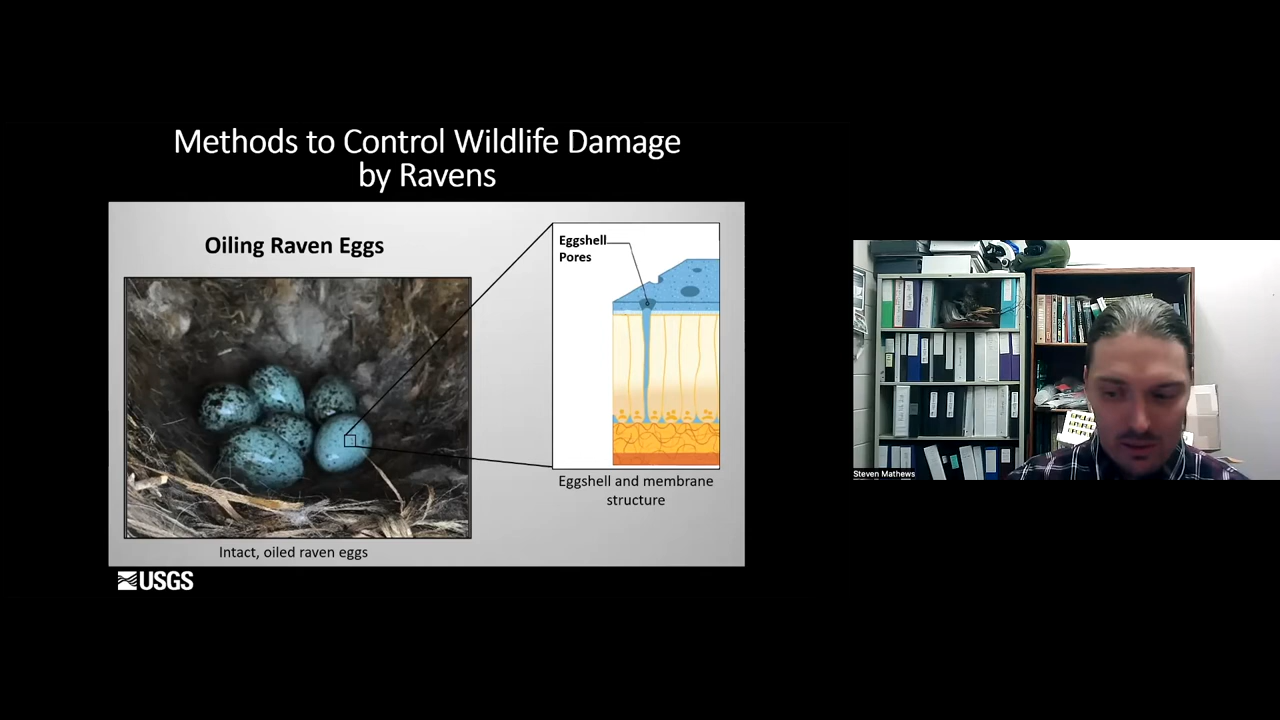 Methods to Control Wildlife Damage
by Ravens
Oiling Raven Eggs
Eggshell
Pores
Eggshell and membrane
structure
Intact, oiled raven eggs
USGS
Steven Mathews